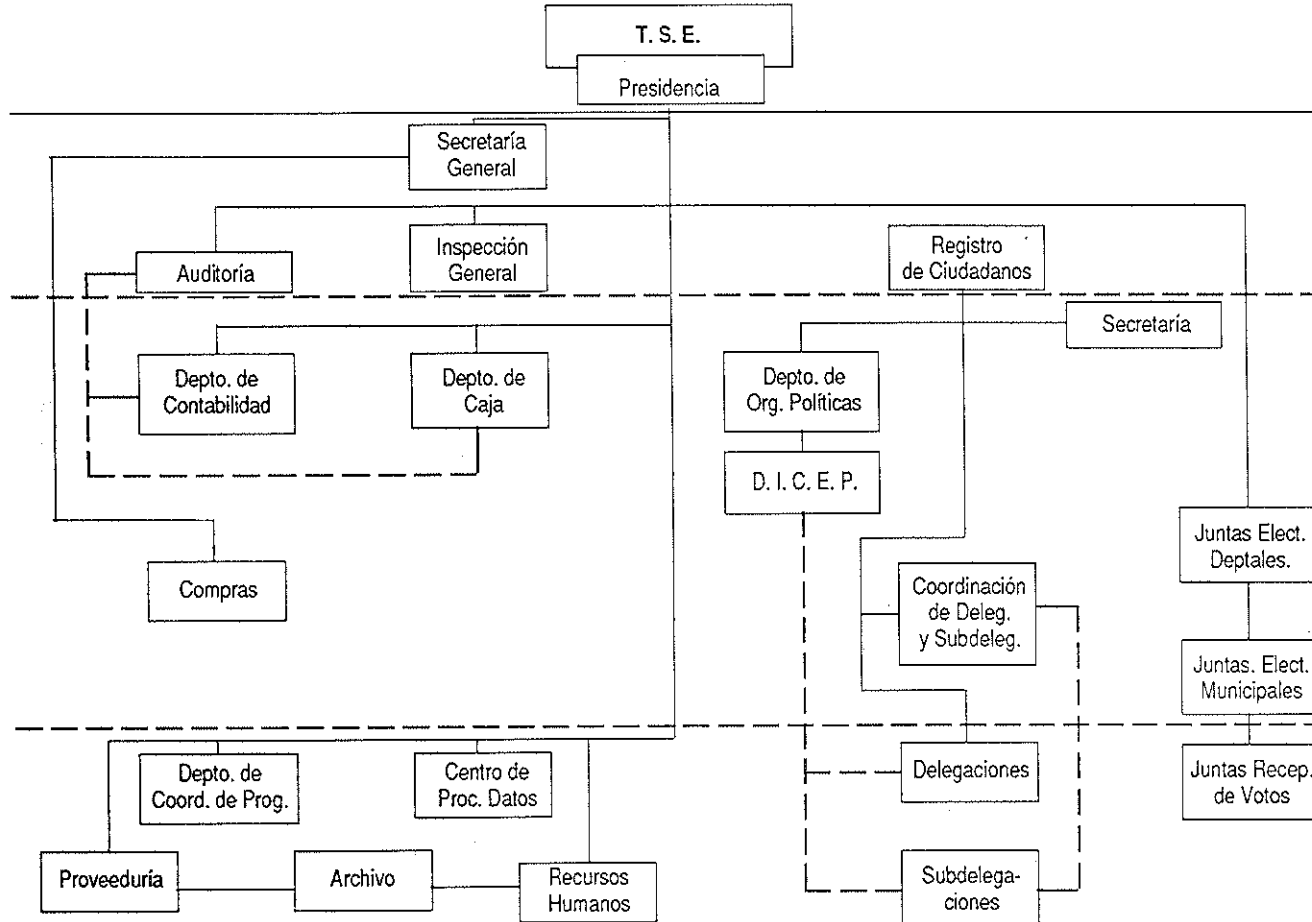 T. S. E.
Presidencia
Secretaría
General
Auditoría
Inspección
General
Registro
de Ciudadanos
Secretaría
Depto. de
Contabilidad
Depto. de
Caja
Depto. de
Org. Políticas
D. I. C. E. P.
Compras
Coordinación
de Deleg.
y Subdeleg.
Juntas Elect.
Deptales.
Juntas. Elect.
Municipales
Depto. de
Coord. de Prog.
Centro de
Proc. Datos
Delegaciones
Juntas Recep.
de Votos
Proveeduría
Archivo
Recursos
Humanos
Subdelega-
ciones